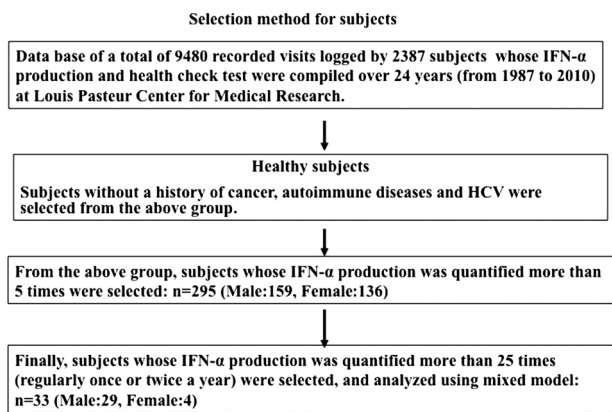 Selection method for subjects
Data base of a total of 9480 recorded visits logged by 2387 subjects whose IFN-α
production and health check test were compiled over 24 years (from 1987 to 2010)
at Louis Pasteur Center for Medical Research.
Healthy subjects
Subjects without a history of cancer, autoimmune diseases and HCV were
selected from the above group.
From the above group, subjects whose IFN-α production was quantified more than
5 times were selected: n=295 (Male:159, Female:136)
Finally, subjects whose IFN-α production was quantified more than 25 times
(regularly once or twice a year) were selected, and analyzed using mixed model:
n=33 (Male:29, Female:4)